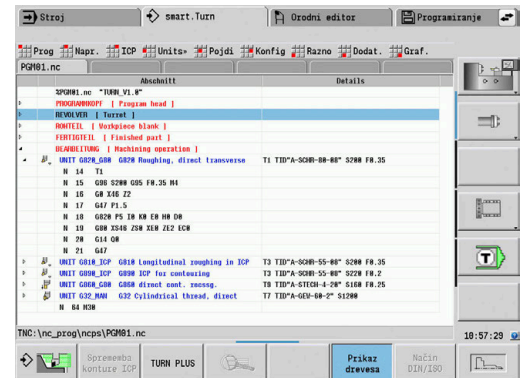 Stroj smart.Turn Orodni editor Programiranje
Prog Napr. ICP Units» Pojdi Konfig Razno Dodat. Graf.
PGM01.nc
Abschnitt Details
%PGM01.nc "TURN_V1.0"
PROGRAMMKOPF [ Program head ]
REVOLVER [ Turret ]
ROHTEIL [ Workpiece blank ]
FERTIGTEIL [ Finished part ]
BEARBEITUNG [ Machining operation ]
UNIT G820_G80 G820 Roughing, direct transverse T1 TID"A-SCHR-80-08" S200 F0.35
N 14 T1
N 15 G96 S200 G95 F0.35 M4
N 16 G0 X46 Z2
N 17 G47 P1.5
N 18 G820 P5 I0 K0 E0 H0 D0
N 19 G80 XS46 ZS0 XE0 ZE2 EC0
N 20 G14 Q0
N 21 G47
UNIT G810_ICP G810 Longitudinal roughing in ICP T3 TID"A-SCHR-55-08" S200 F0.35
UNIT G890_ICP G890 ICP for contouring T3 TID"A-SCHR-55-08" S220 F0.2
UNIT G860_G80 G860 direct cont. recssg. T8 TID"A-STECH-4-20" S160 F0.25
UNIT G32_MAN G32 Cylindrical thread, direct T7 TID"A-GEW-60-2" S1200
N 64 M30
TNC:\nc_prog\ncps\PGM01.nc 10:57:29
Sprememba konture ICP TURN PLUS Prikaz drevesa Način DIN/ISO
T